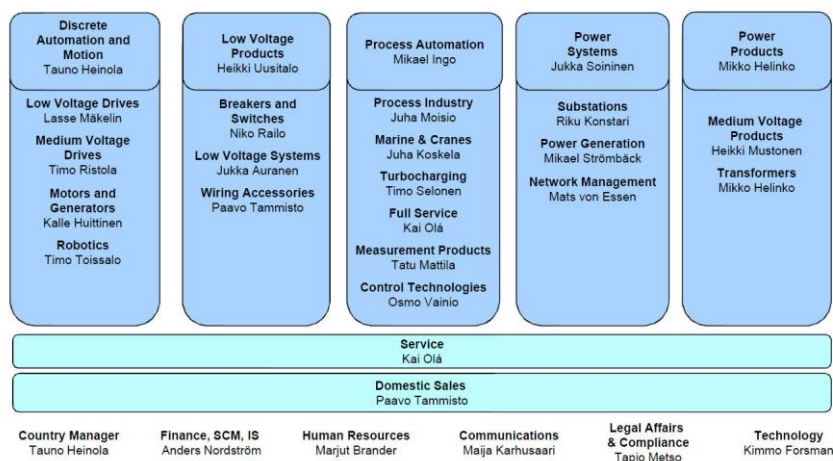 Discrete
Automation and
Motion
Tauno Heinola
Low Voltage Drives
Lasse Mäkelin
Medium Voltage
Drives
Timo Ristola
Motors and
Generators
Kalle Huittinen
Robotics
Timo Toissalo
Low Voltage
Products
Heikki Uusitalo
Breakers and
Switches
Niko Railo
Low Voltage Systems
Jukka Auranen
Wiring Accessories
Paavo Tammisto
Process Automation
Mikael Ingo
Process Industry
Juha Moisio
Marine & Cranes
Juha Koskela
Turbocharging
Timo Selonen
Full Service
Kai Olá
Measurement Products
Tatu Mattila
Control Technologies
Osmo Vainio
Power
Systems
Jukka Soininen
Substations
Riku Konstari
Power Generation
Mikael Strömbäck
Network Management
Mats von Essen
Power
Products
Mikko Helinko
Medium Voltage
Products
Heikki Mustonen
Transformers
Mikko Helinko
Service
Kai Olá
Domestic Sales
Paavo Tammisto
Country Manager
Tauno Heinola
Finance, SCM, IS
Anders Nordström
Human Resources
Marjut Brander
Communications
Maija Karhusaari
Legal Affairs
& Compliance
Tapio Metso
Technology
Kimmo Forsman